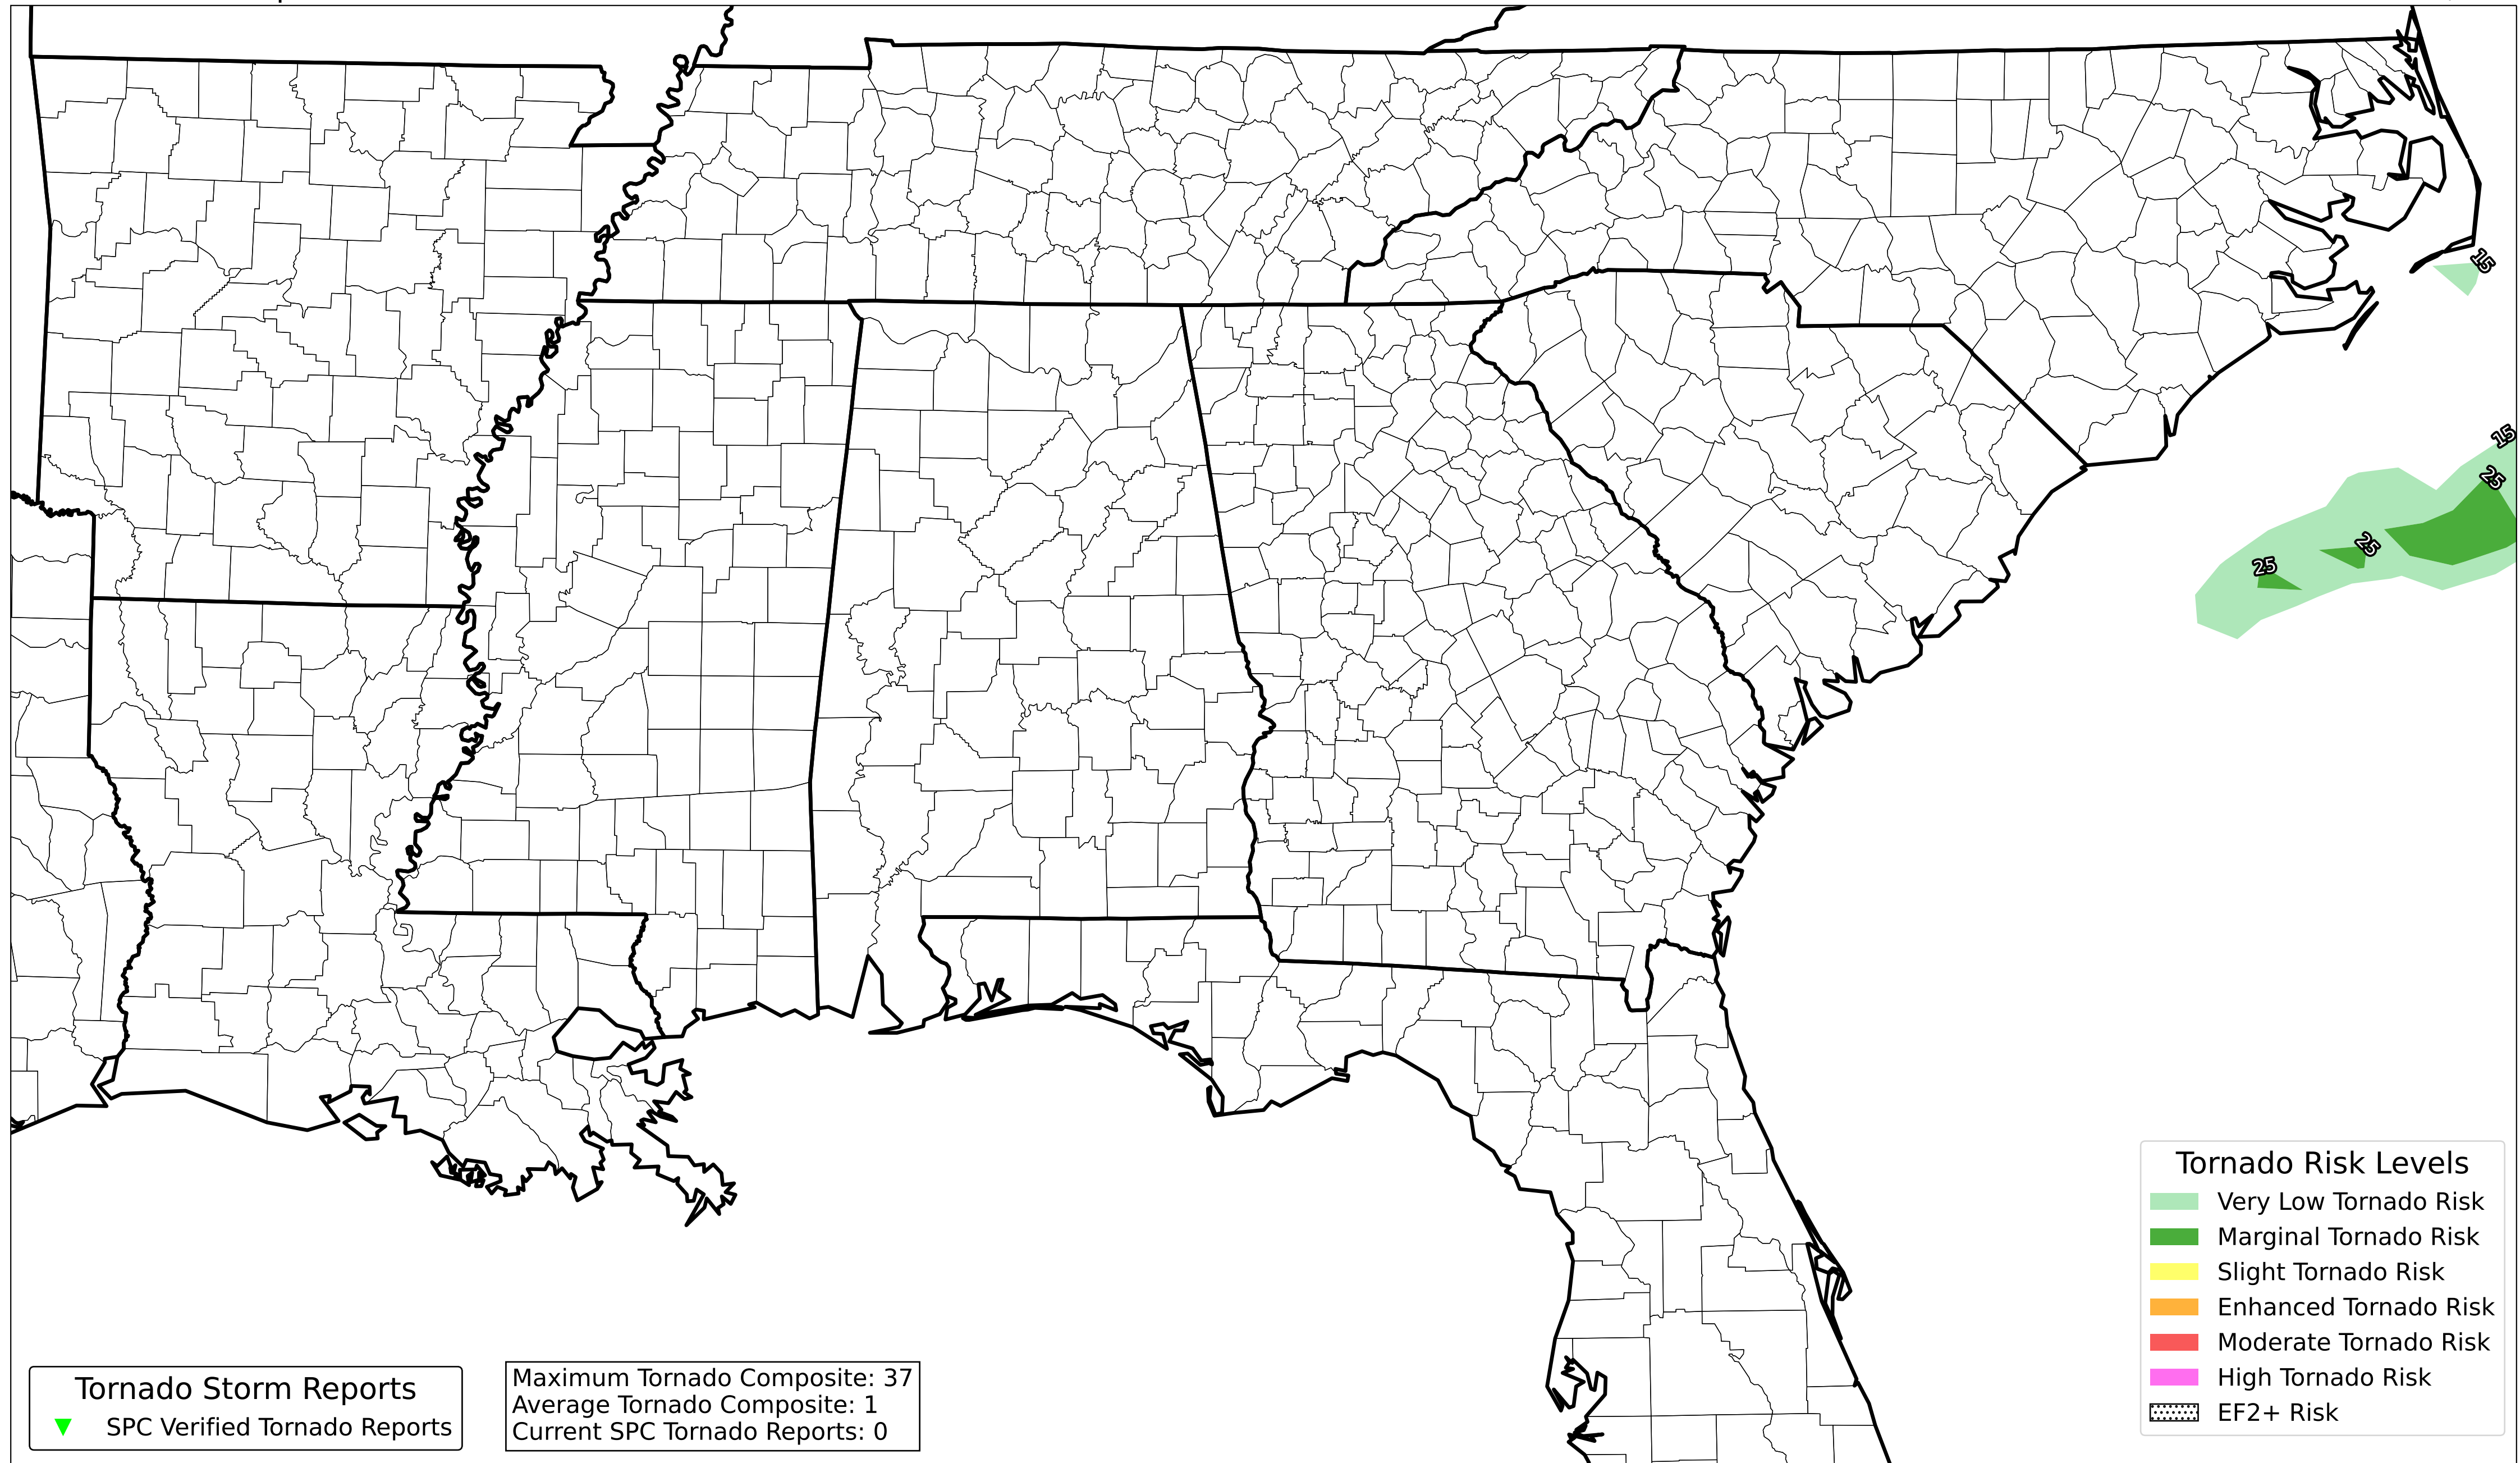 15
15
25
25
25
Tornado Risk Levels
Very Low Tornado Risk
Marginal Tornado Risk
Slight Tornado Risk
Enhanced Tornado Risk
Moderate Tornado Risk
High Tornado Risk
EF2+ Risk
Tornado Storm Reports
SPC Verified Tornado Reports
Maximum Tornado Composite: 37
Average Tornado Composite: 1
Current SPC Tornado Reports: 0